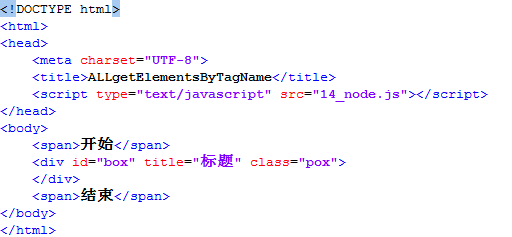 <!DOCTYPE html>
<html>
<head>
    <meta charset="UTF-8">
    <title>ALLgetElementsByTagName</title>
    <script type="text/javascript" src="14_node.js"></script>
</head>
<body>
    <span>开始</span>
    <div id="box" title="标题" class="pox">
    </div>
    <span>结束</span>
</body>
</html>